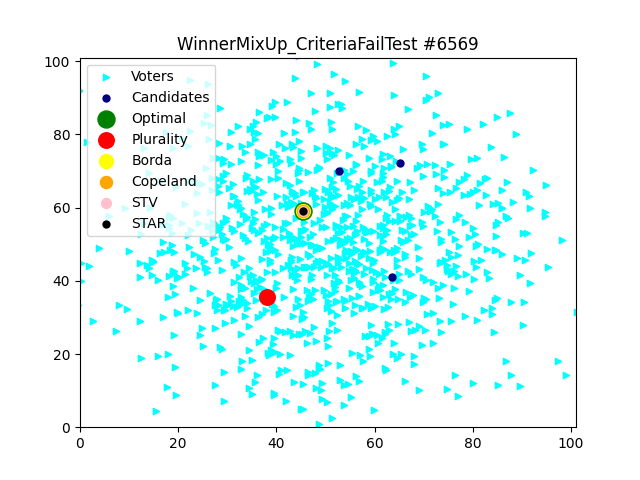 WinnerMixUp_CriteriaFailTest #6569
100
80
60
40
20
0
0
20
40
60
80
100
Voters
Candidates
Optimal
Plurality
Borda
Copeland
STV
STAR